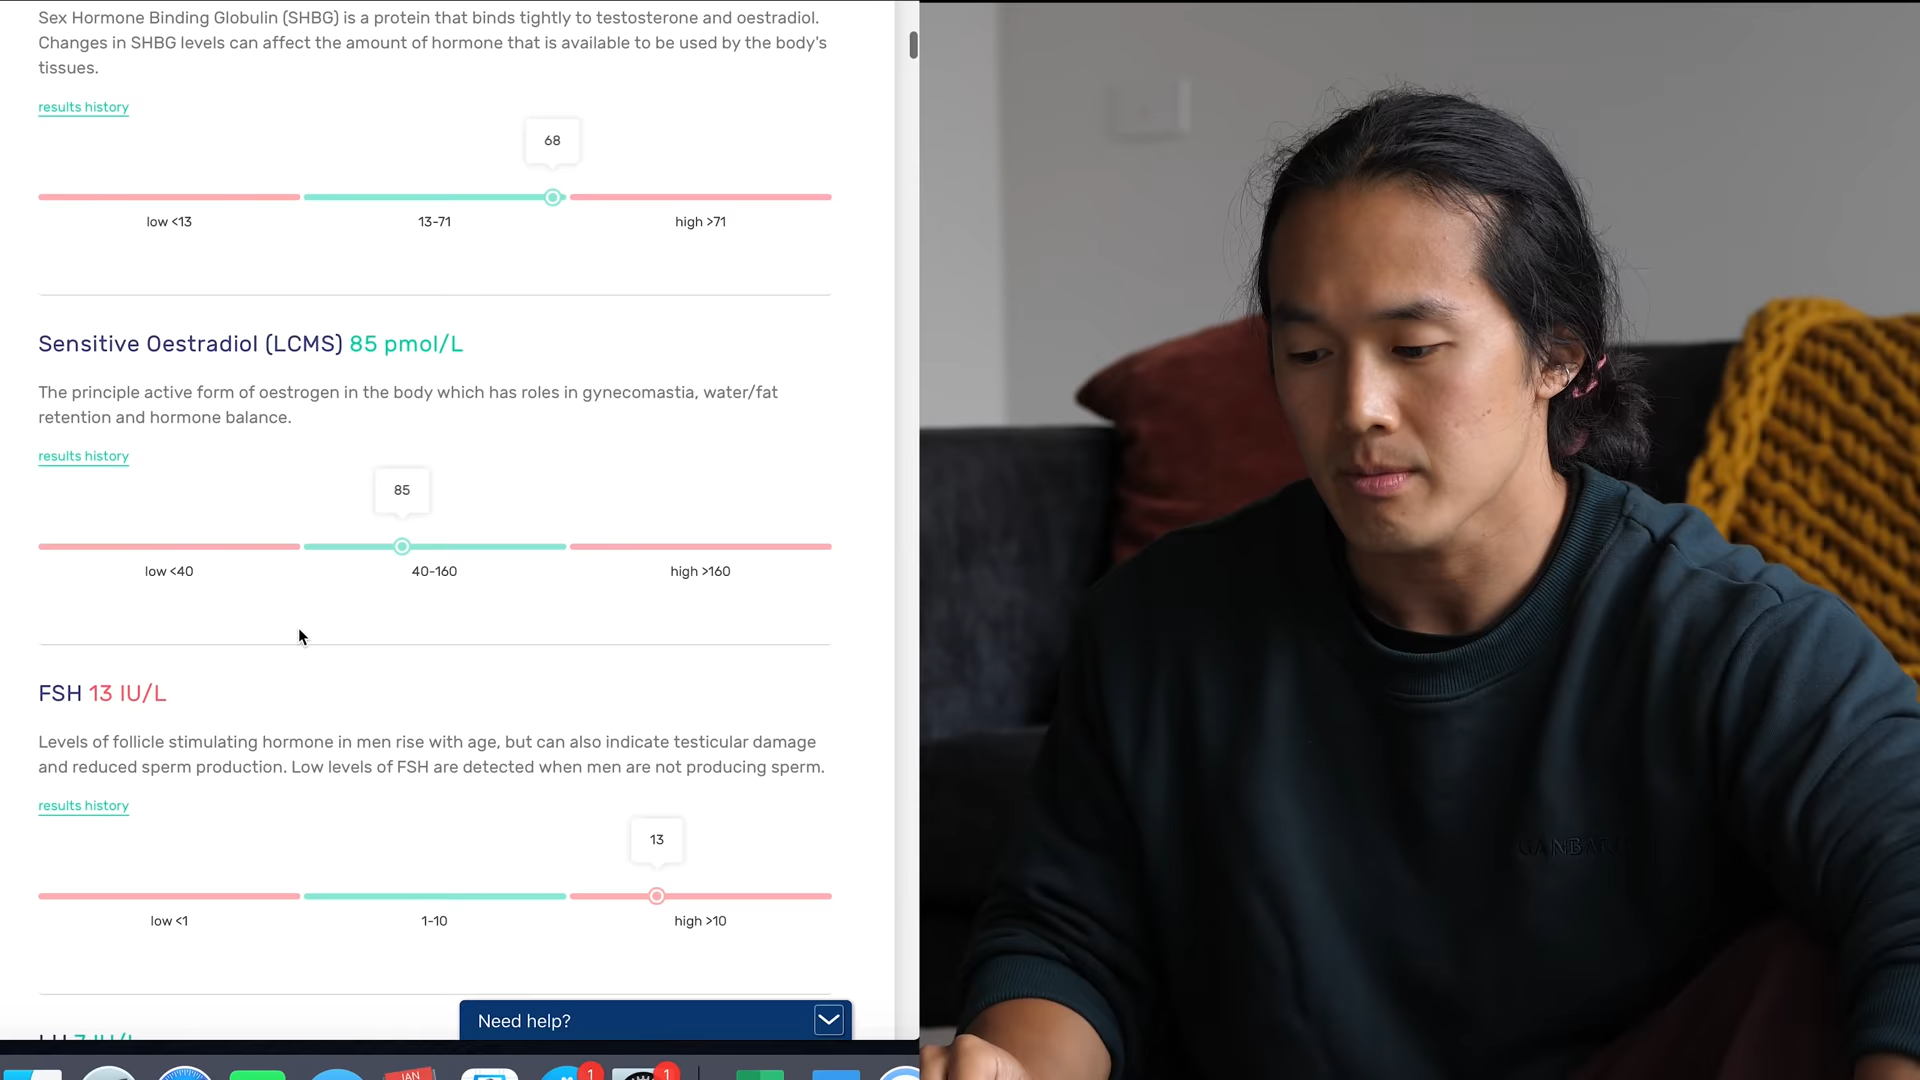 Sex Hormone Binding Globulin (SHBG) is a protein that binds tightly to testosterone and oestradiol.
Changes in SHBG levels can affect the amount of hormone that is available to be used by the body's
tissues.
results history
68
low <13
13-71
high >71
Sensitive Oestradiol (LCMS) 85 pmol/L
The principle active form of oestrogen in the body which has roles in gynecomastia, water/fat
retention and hormone balance.
results history
85
low <40
40-160
high >160
FSH 13 IU/L
Levels of follicle stimulating hormone in men rise with age, but can also indicate testicular damage
and reduced sperm production. Low levels of FSH are detected when men are not producing sperm.
results history
13
low <1
1-10
high >10
Need help?
JAN
1
1